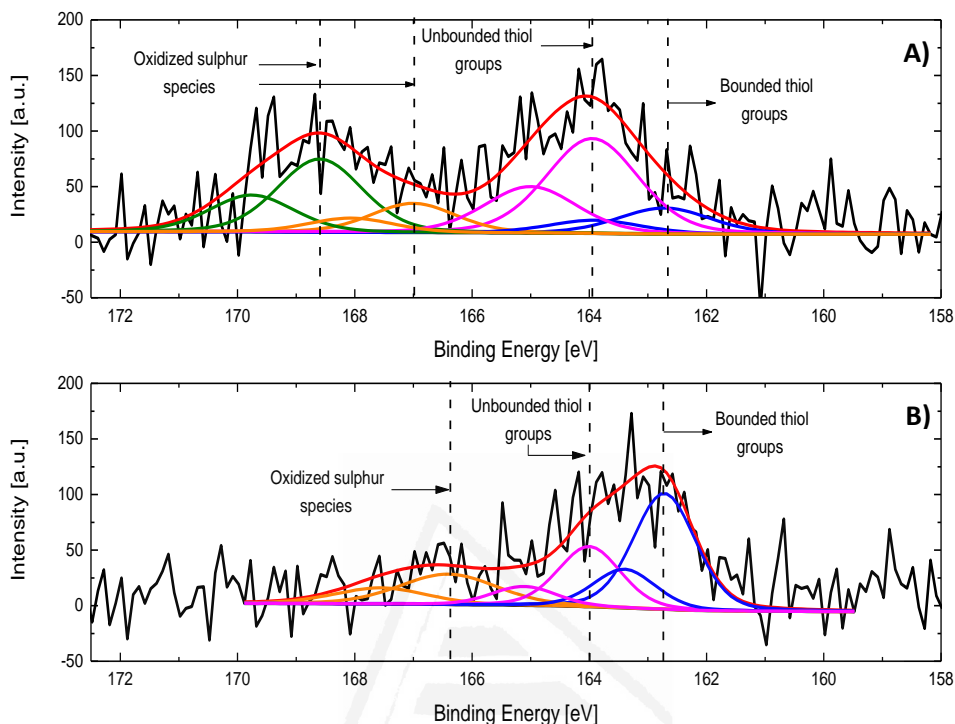 A)
Unbounded thiol
groups
Oxidized sulphur
species
Bounded thiol
groups
Intensity [a.u.]
200
150
100
50
0
-50
172 170 168 166 164 162 160 158
Binding Energy [eV]
B)
Unbounded thiol
groups
Bounded thiol
groups
Oxidized sulphur
species
Intensity [a.u.]
200
150
100
50
0
-50
172 170 168 166 164 162 160 158
Binding Energy [eV]